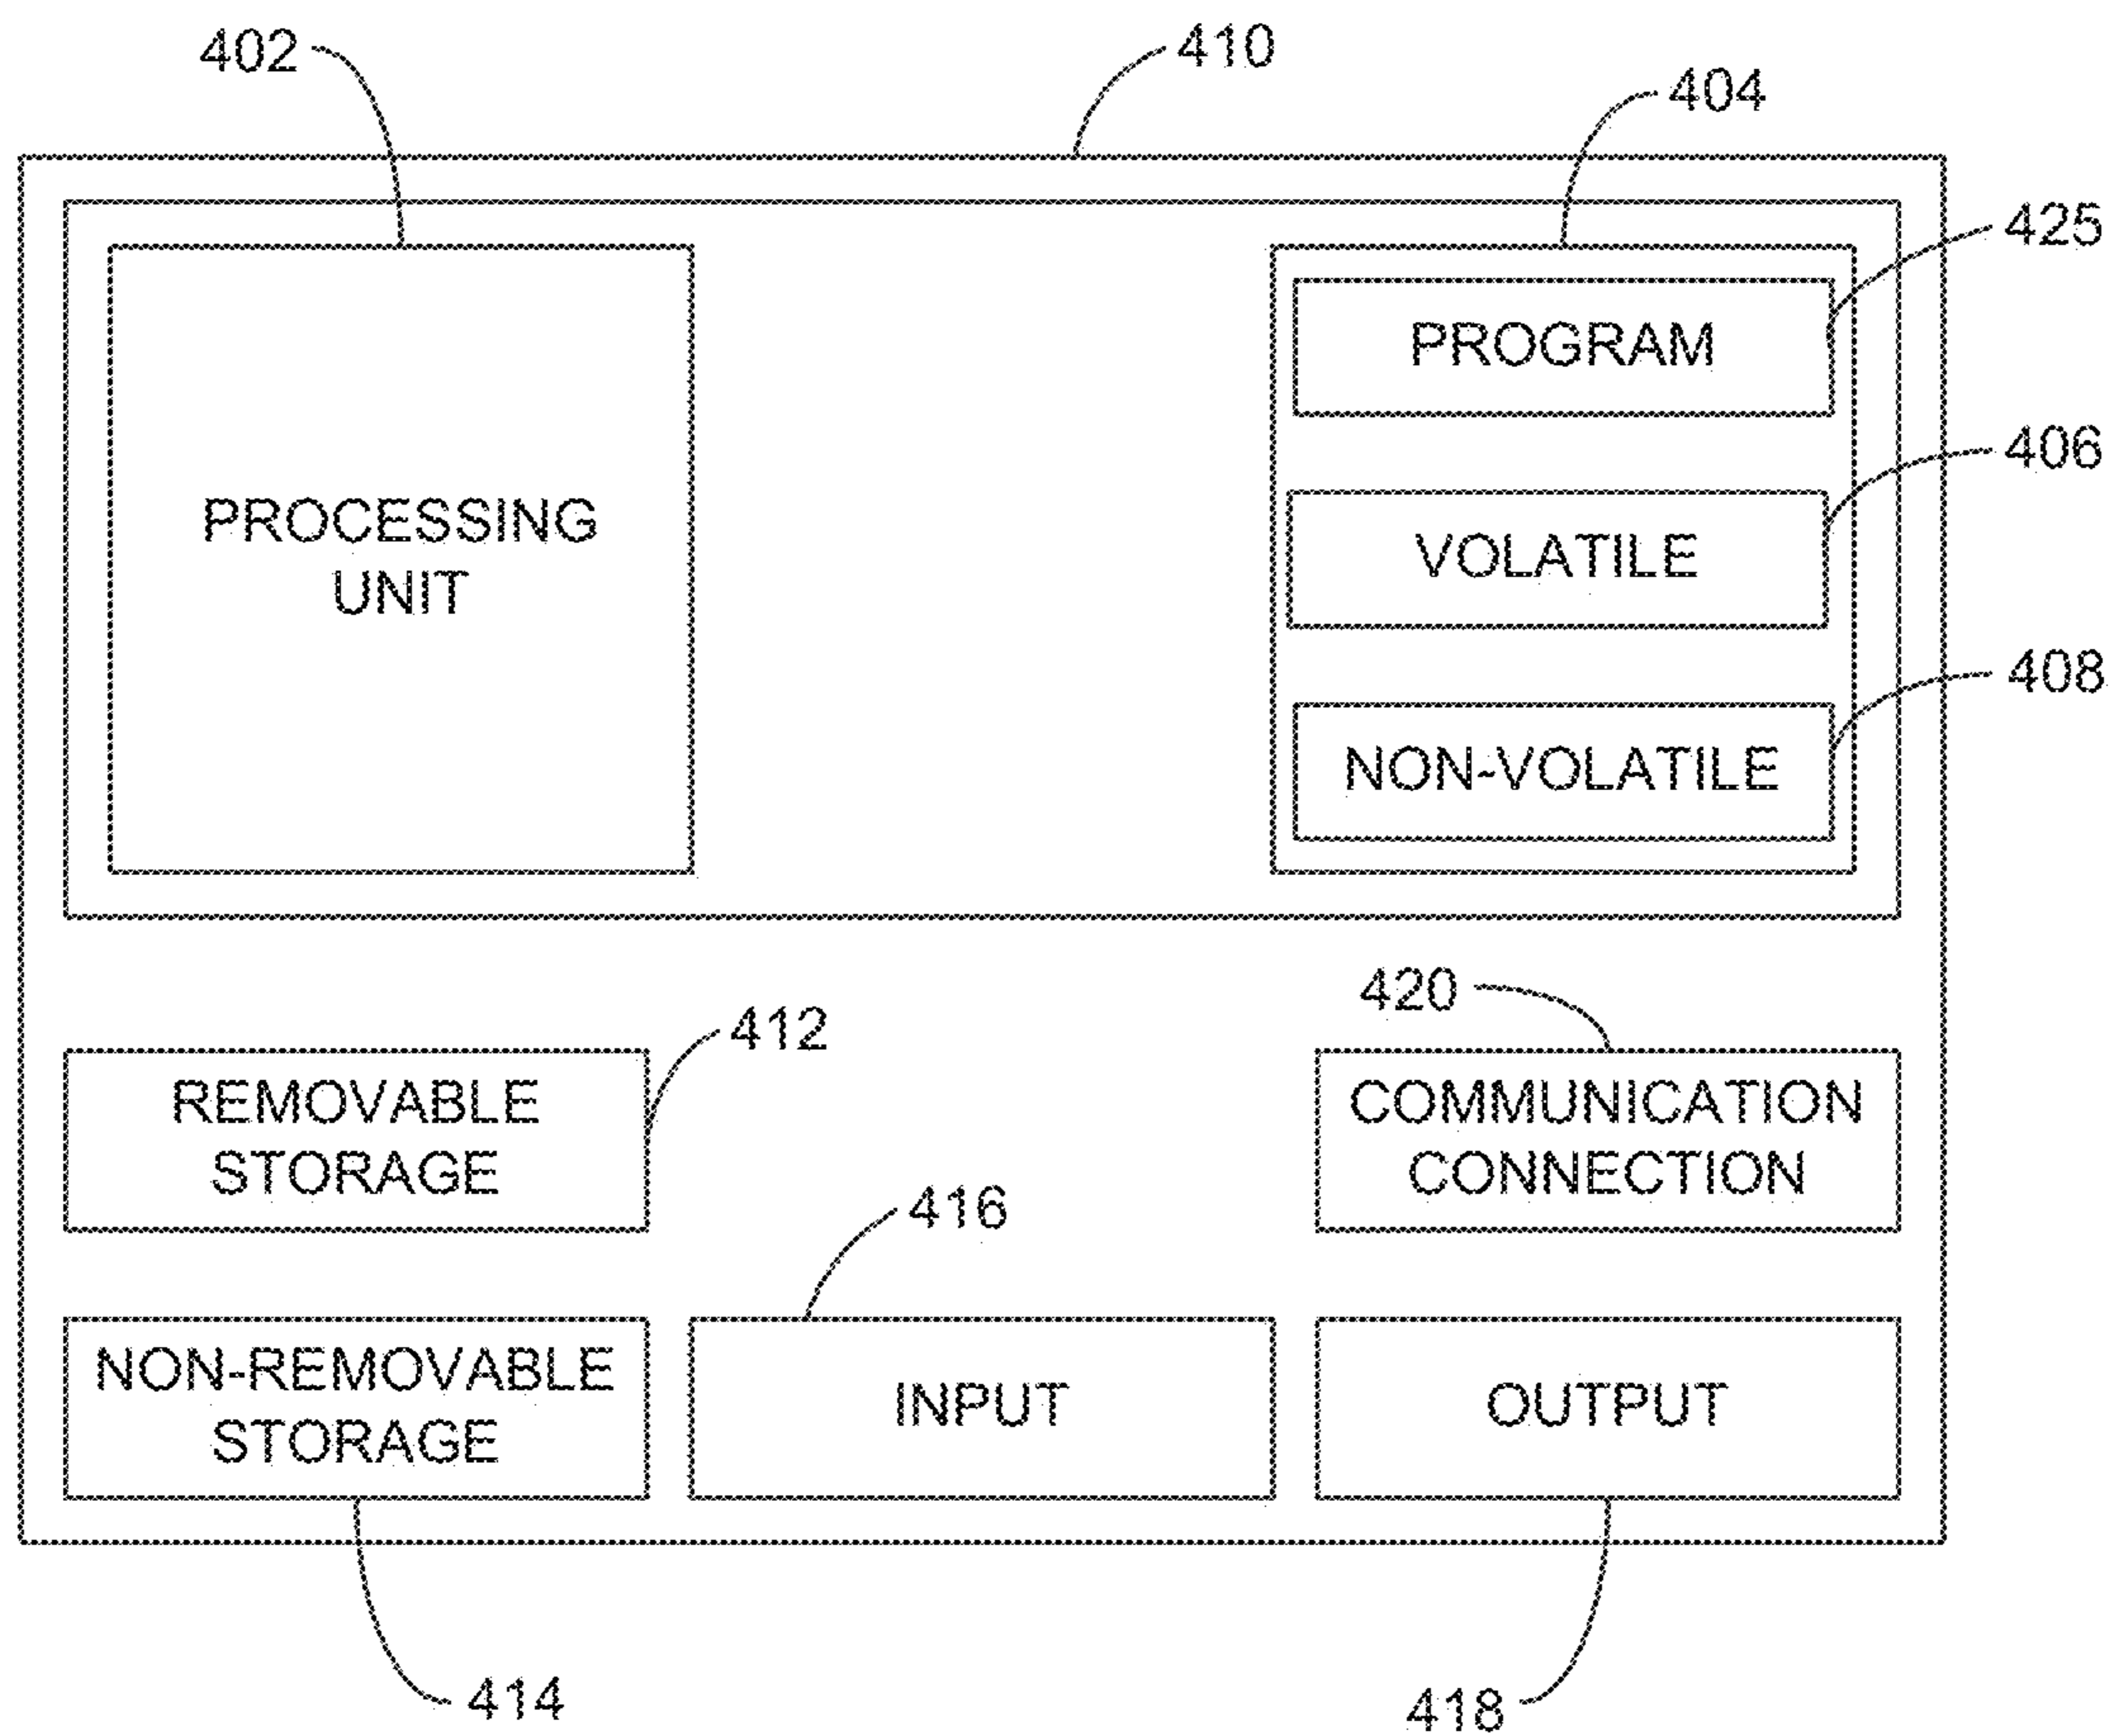 402
410
404
425
PROGRAM
406
PROCESSING
UNIT
VOLATILE
408
NON-VOLATILE
420
412
REMOVABLE
STORAGE
COMMUNICATION
CONNECTION
416
NON-REMOVABLE
STORAGE
INPUT
OUTPUT
414
418